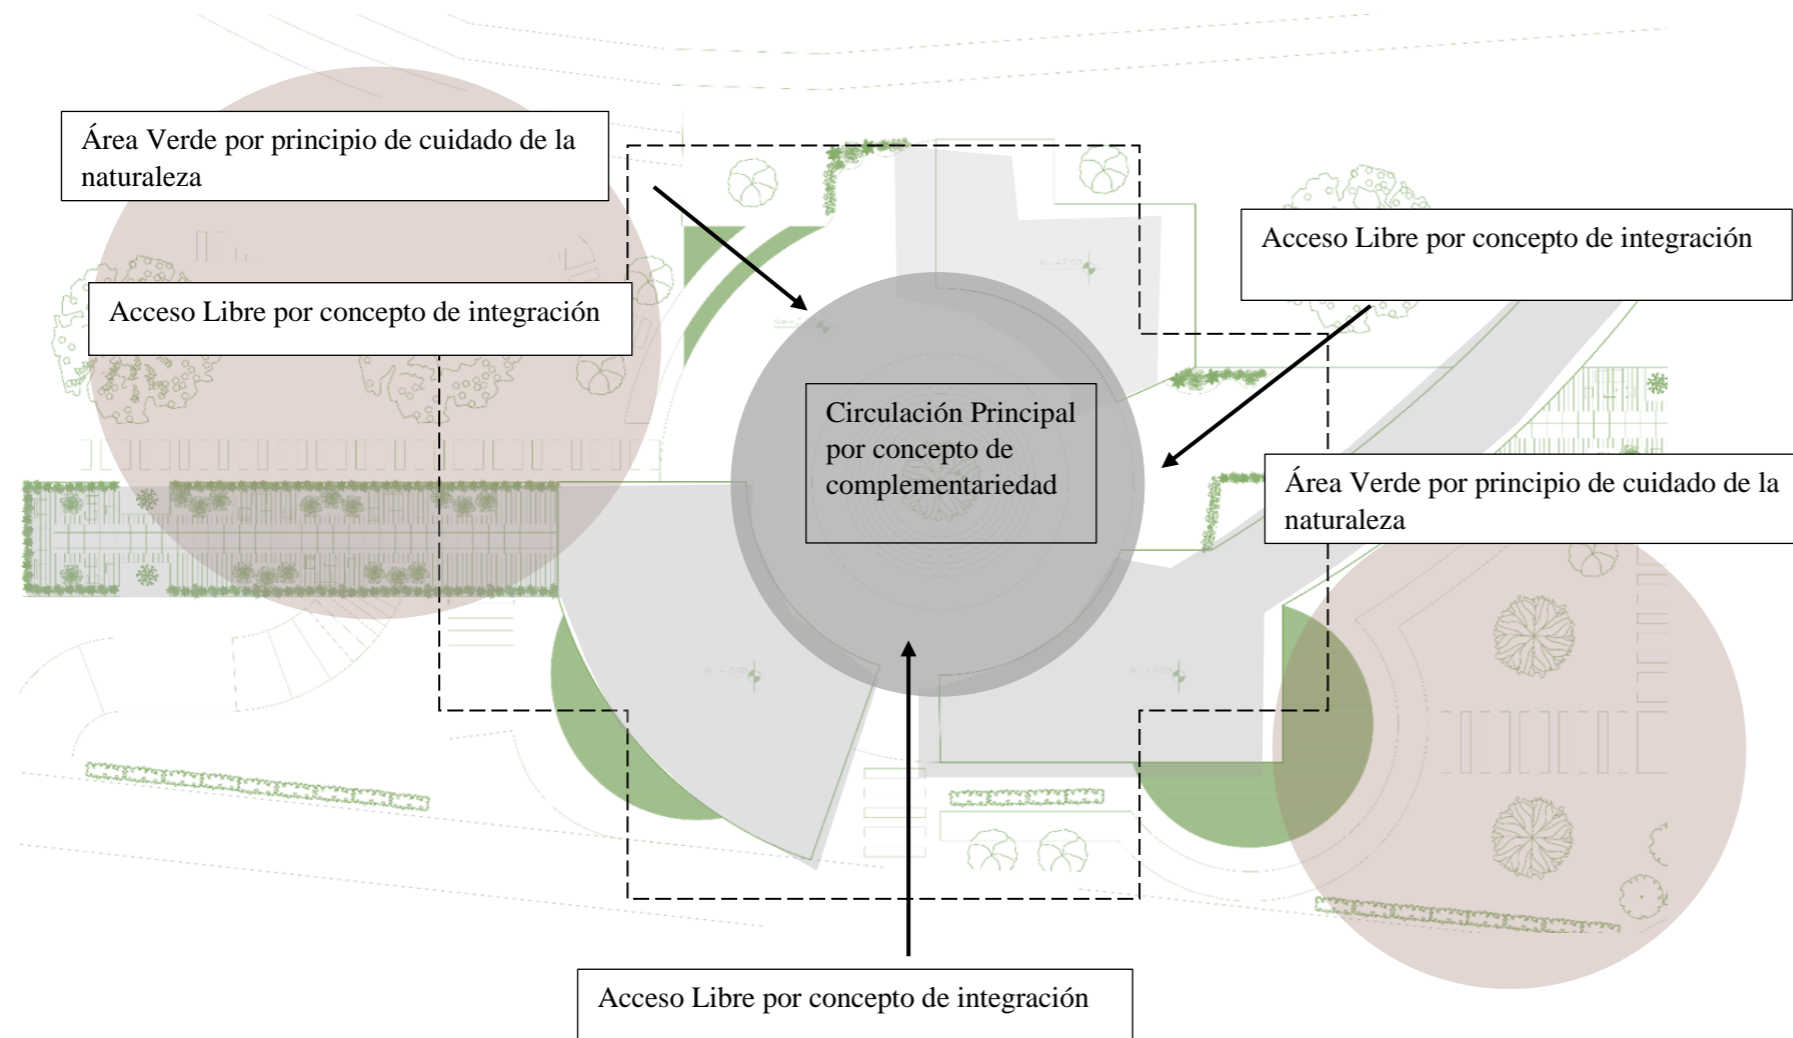 Área Verde por principio de cuidado de la
naturaleza
Acceso Libre por concepto de integración
Acceso Libre por concepto de integración
Circulación Principal
por concepto de
complementariedad
Área Verde por principio de cuidado de la
naturaleza
Acceso Libre por concepto de integración